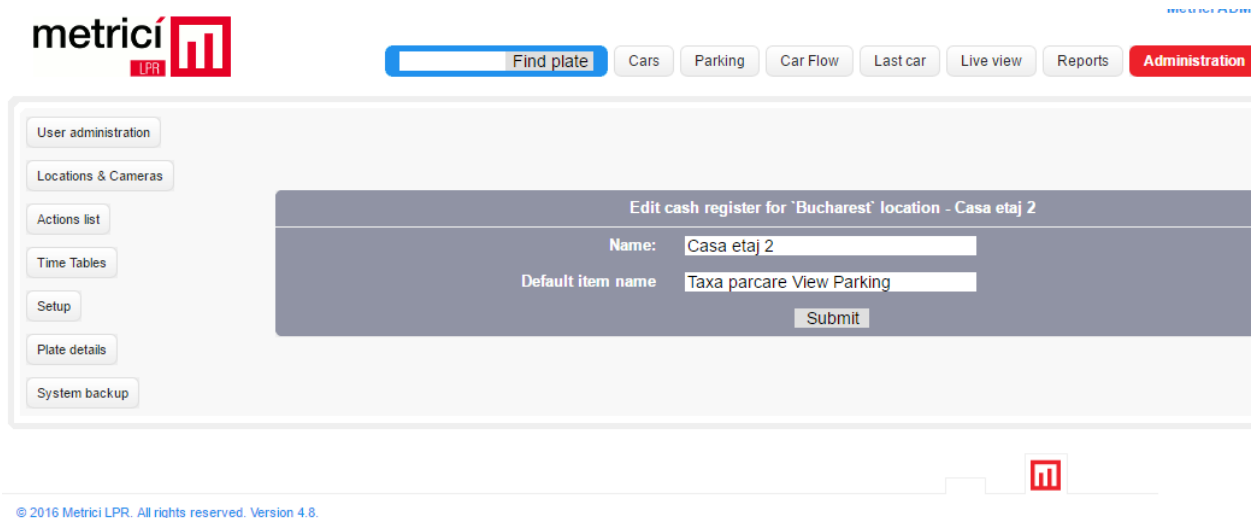 Metrici ADM
metricí
LPR
Find plate
Cars
Parking
Car Flow
Last car
Live view
Reports
Administration
User administration
Locations & Cameras
Actions list
Time Tables
Setup
Plate details
System backup
Edit cash register for `Bucharest` location - Casa etaj 2
Name: Casa etaj 2
Default item name Taxa parcare View Parking
Submit
© 2016 Metrici LPR. All rights reserved. Version 4.8.